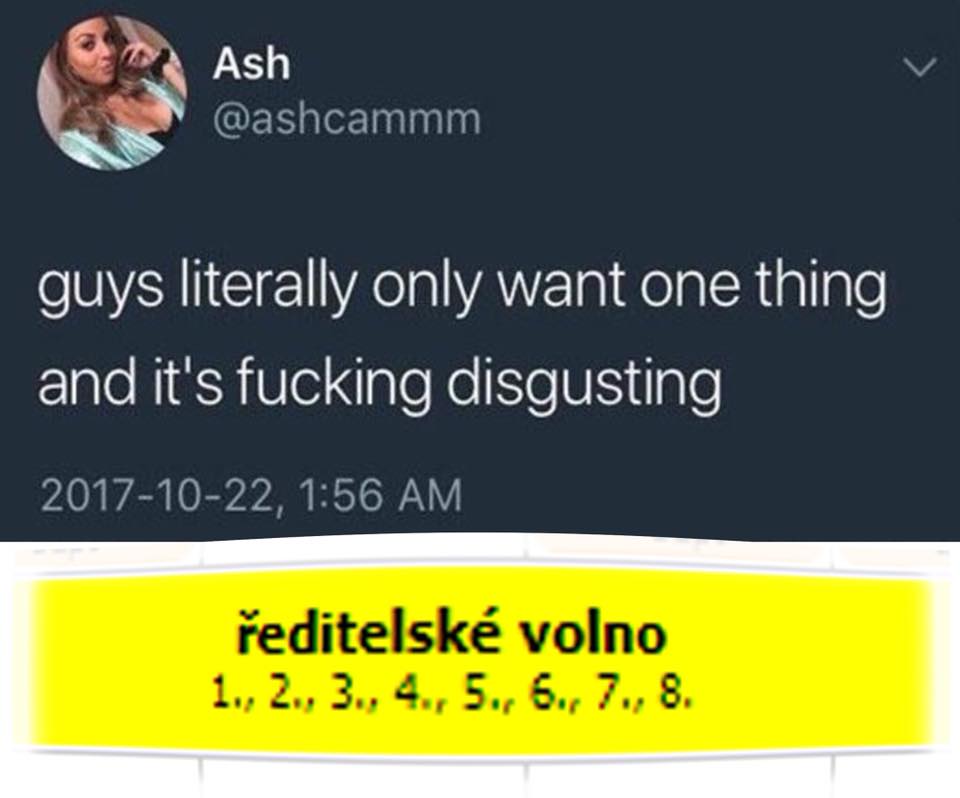 Ash
@ashcammm
guys literally only want one thing
and it's fucking disgusting
2017-10-22, 1:56 AM
ředitelské volno
1., 2., 3., 4., 5., 6., 7., 8.